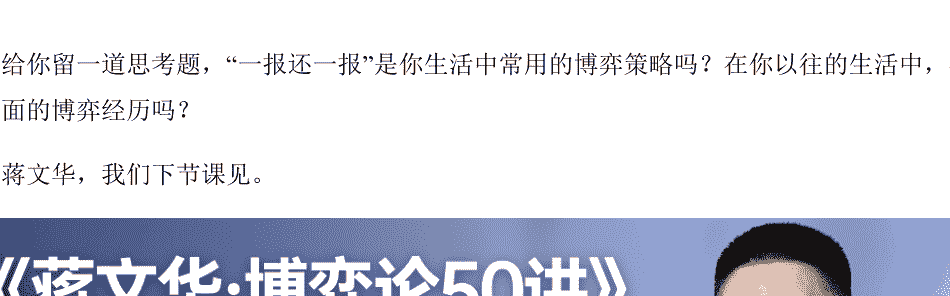 给你留一道思考题，“一报还一报”是你生活中常用的博弈策略吗？在你以往的生活中，
面的博弈经历吗？
蒋文华，我们下节课见。
《蒋文华·博弈论50讲》